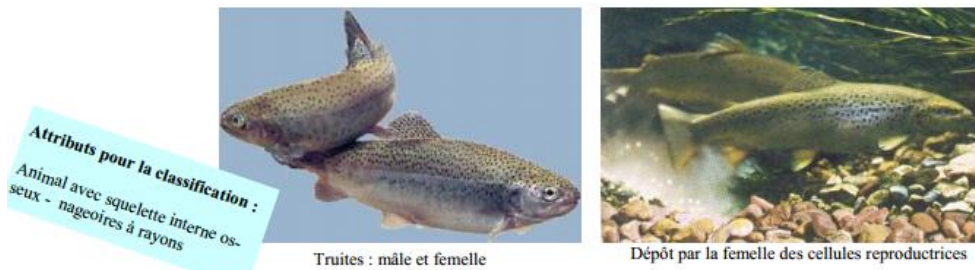 Attributs pour la classification :
Animal avec squelette interne os-
seux - nageoires à rayons
Truites : mâle et femelle
Dépôt par la femelle des cellules reproductrices